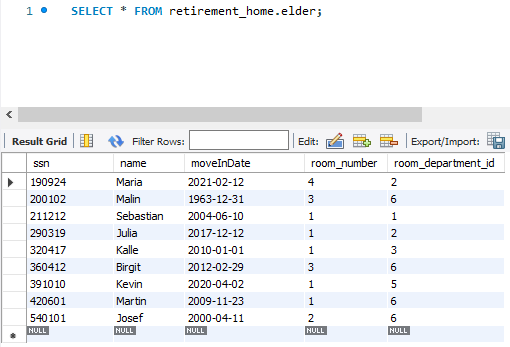 1 SELECT * FROM retirement_home.elder;
Result Grid Filter Rows: Edit: Export/Import:
ssn name moveInDate room_number room_department_id
190924 Maria 2021-02-12 4 2
200102 Malin 1963-12-31 3 6
211212 Sebastian 2004-06-10 1 1
290319 Julia 2017-12-12 1 2
320417 Kalle 2010-01-01 1 3
360412 Birgit 2012-02-29 3 6
391010 Kevin 2020-04-02 1 5
420601 Martin 2009-11-23 1 6
540101 Josef 2000-04-11 2 6
NULL NULL NULL NULL NULL